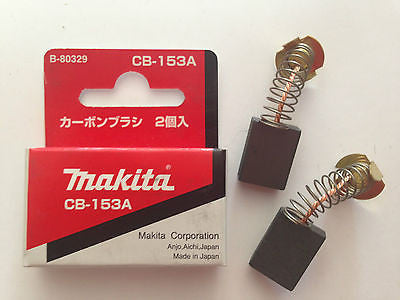 B-80329 CB-153A
カーボンブラシ 2個入
makita®
CB-153A
Makita Corporation
Anjo,Aichi,Japan
Made in Japan